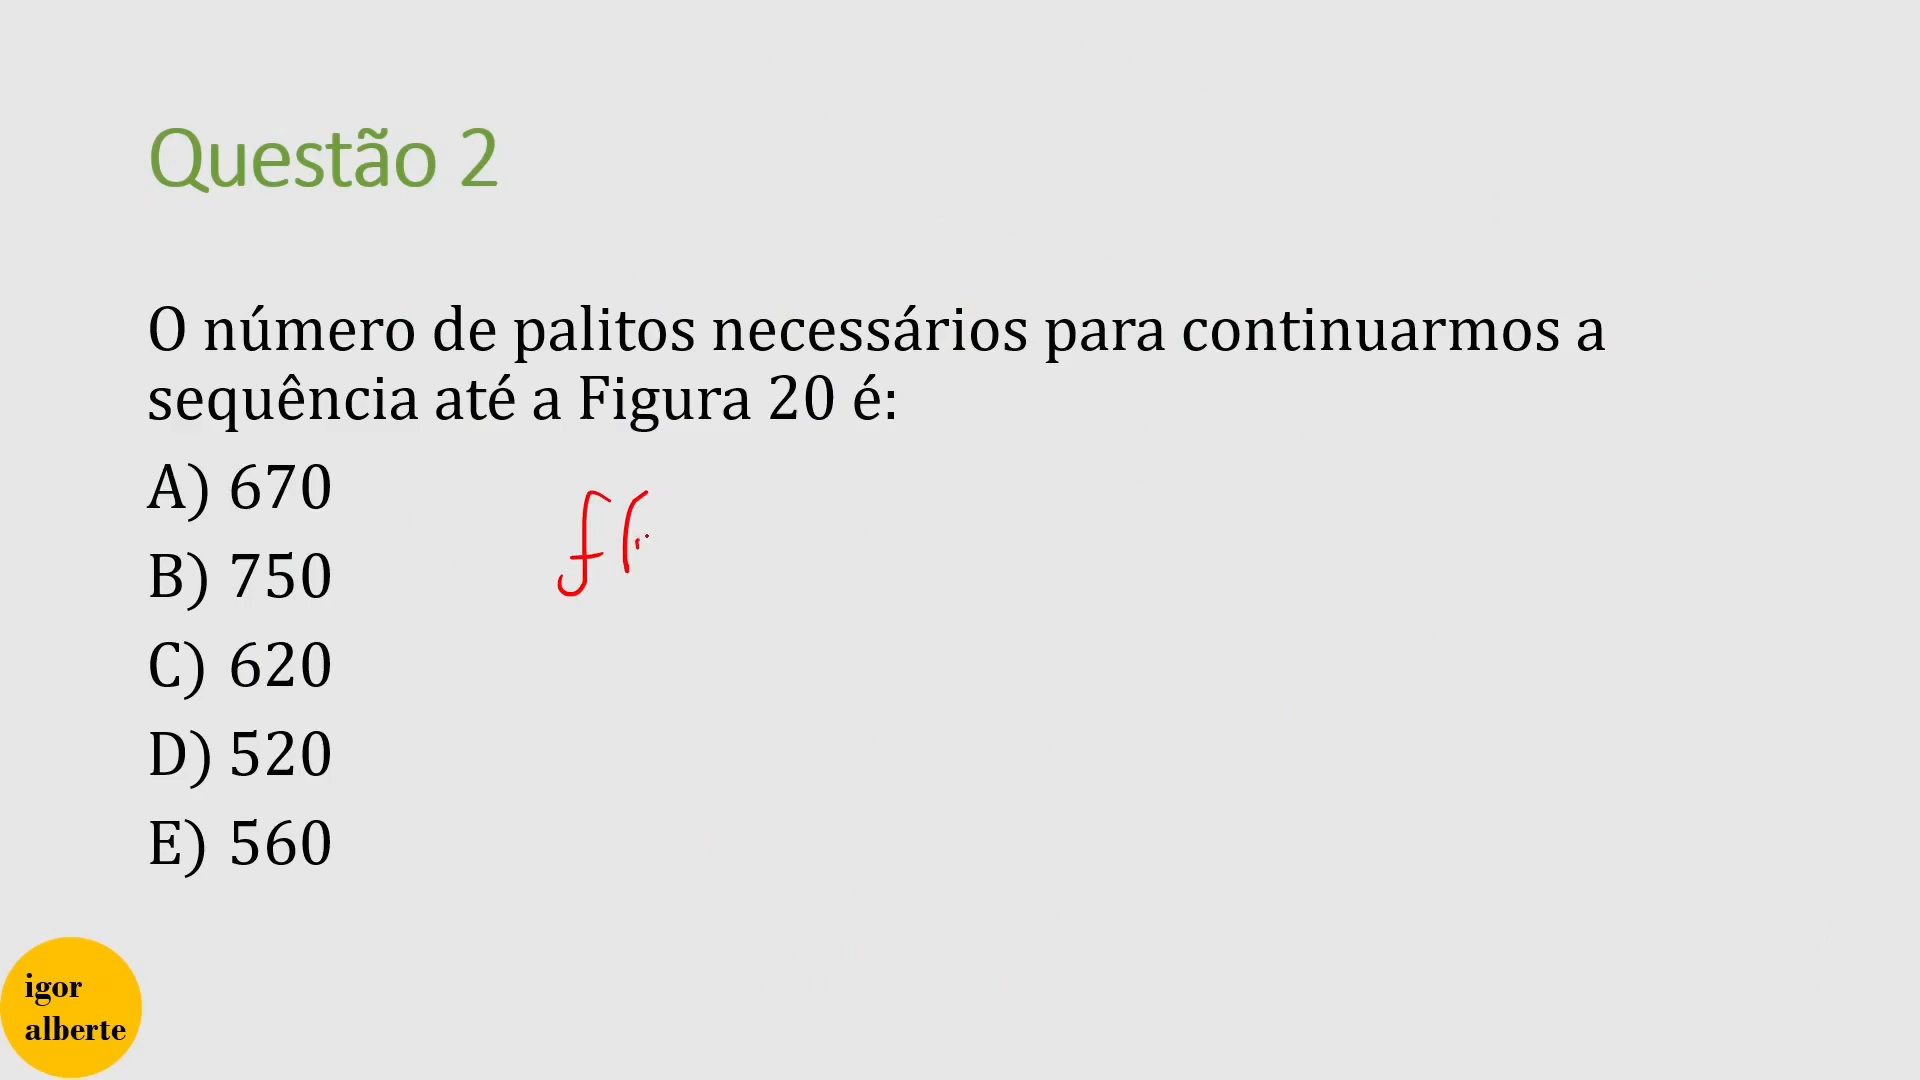 Questão 2
O número de palitos necessários para continuarmos a
sequência até a Figura 20 é:
A) 670
f(
B) 750
C) 620
D) 520
E) 560
igor
alberte